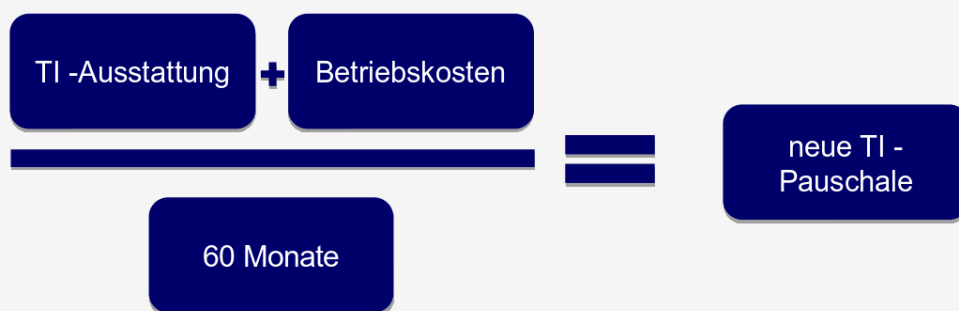 TI -Ausstattung + Betriebskosten
60 Monate
=
neue TI -
Pauschale